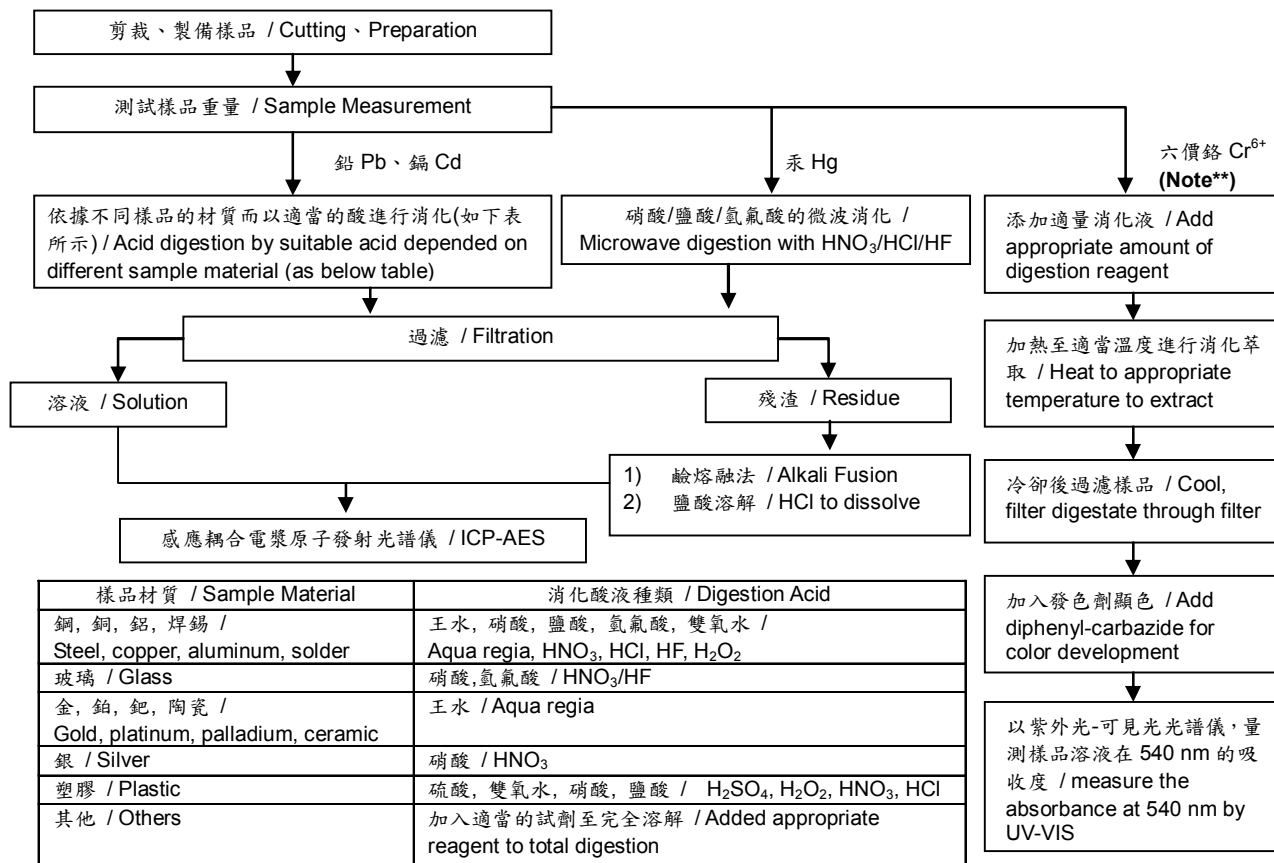 剪裁、製備樣品 / Cutting、Preparation
測試樣品重量 / Sample Measurement
鉛 Pb、鎘 Cd
汞 Hg
六價鉻 Cr6+
(Note**)
依據不同樣品的材質而以適當的酸進行消化(如下表
所示) / Acid digestion by suitable acid depended on
different sample material (as below table)
硝酸/鹽酸/氫氟酸的微波消化 /
Microwave digestion with HNO3/HCl/HF
添加適量消化液 / Add
appropriate amount of
digestion reagent
過濾 / Filtration
加熱至適當溫度進行消化萃
取 / Heat to appropriate
temperature to extract
溶液 / Solution
殘渣 / Residue
1) 鹼熔融法 / Alkali Fusion
2) 鹽酸溶解 / HCl to dissolve
冷卻後過濾樣品 / Cool,
filter digestate through filter
感應耦合電漿原子發射光譜儀 / ICP-AES
加入發色劑顯色 / Add
diphenyl-carbazide for
color development
以紫外光-可見光光譜儀，量
測樣品溶液在 540 nm 的吸
收度 / measure the
absorbance at 540 nm by
UV-VIS
樣品材質 / Sample Material
消化酸液種類 / Digestion Acid
鋼, 銅, 鋁, 焊錫 /
Steel, copper, aluminum, solder
王水, 硝酸, 鹽酸, 氫氟酸, 雙氧水 /
Aqua regia, HNO3, HCl, HF, H2O2
玻璃 / Glass
硝酸,氫氟酸 / HNO3/HF
金, 鉑, 鈀, 陶瓷 /
Gold, platinum, palladium, ceramic
王水 / Aqua regia
銀 / Silver
硝酸 / HNO3
塑膠 / Plastic
硫酸, 雙氧水, 硝酸, 鹽酸 / H2SO4, H2O2, HNO3, HCl
其他 / Others
加入適當的試劑至完全溶解 / Added appropriate
reagent to total digestion